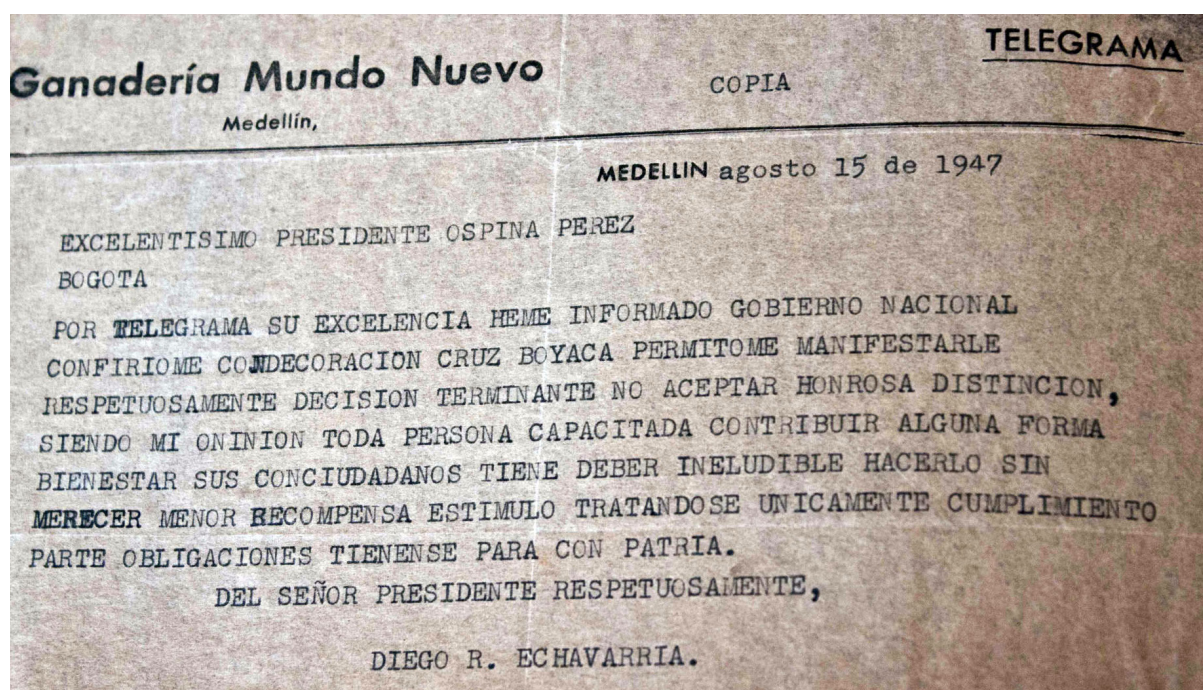 TELEGRAMA
Ganadería Mundo Nuevo
COPIA
Medellín,
MEDELLIN agosto 15 de 1947
EXCELENTISIMO PRESIDENTE OSPINA PEREZ
BOGOTA
POR TELEGRAMA SU EXCELENCIA HEME INFORMADO GOBIERNO NACIONAL
CONFIRIOME CONDECORACION CRUZ BOYACA PERMITOME MANIFESTARLE
RESPETUOSAMENTE DECISION TERMINANTE NO ACEPTAR HONROSA DISTINCION,
SIENDO MI ONINION TODA PERSONA CAPACITADA CONTRIBUIR ALGUNA FORMA
BIENESTAR SUS CONCIUDADANOS TIENE DEBER INELUDIBLE HACERLO SIN
MERECER MENOR RECOMPENSA ESTIMULO TRATANDOSE UNICAMENTE CUMPLIMIENTO
PARTE OBLIGACIONES TIENENSE PARA CON PATRIA.
DEL SEÑOR PRESIDENTE RESPETUOSAMENTE,
DIEGO R. ECHAVARRIA.